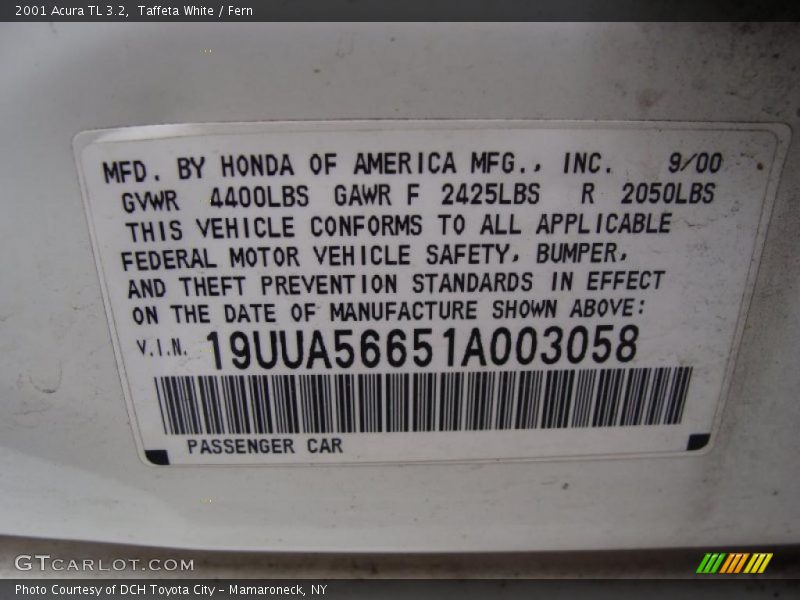 2001 Acura TL 3.2,  Taffeta White / Fern
MFD. BY HONDA OF AMERICA MFG., INC. 9/00
GVWR 4400LBS GAWR F 2425LBS R 2050LBS
THIS VEHICLE CONFORMS TO ALL APPLICABLE
FEDERAL MOTOR VEHICLE SAFETY, BUMPER,
AND THEFT PREVENTION STANDARDS IN EFFECT
ON THE DATE OF MANUFACTURE SHOWN ABOVE:
V.I.N. 19UUA56651A003058
PASSENGER CAR
GTCARLOT.COM
Photo Courtesy of DCH Toyota City - Mamaroneck, NY